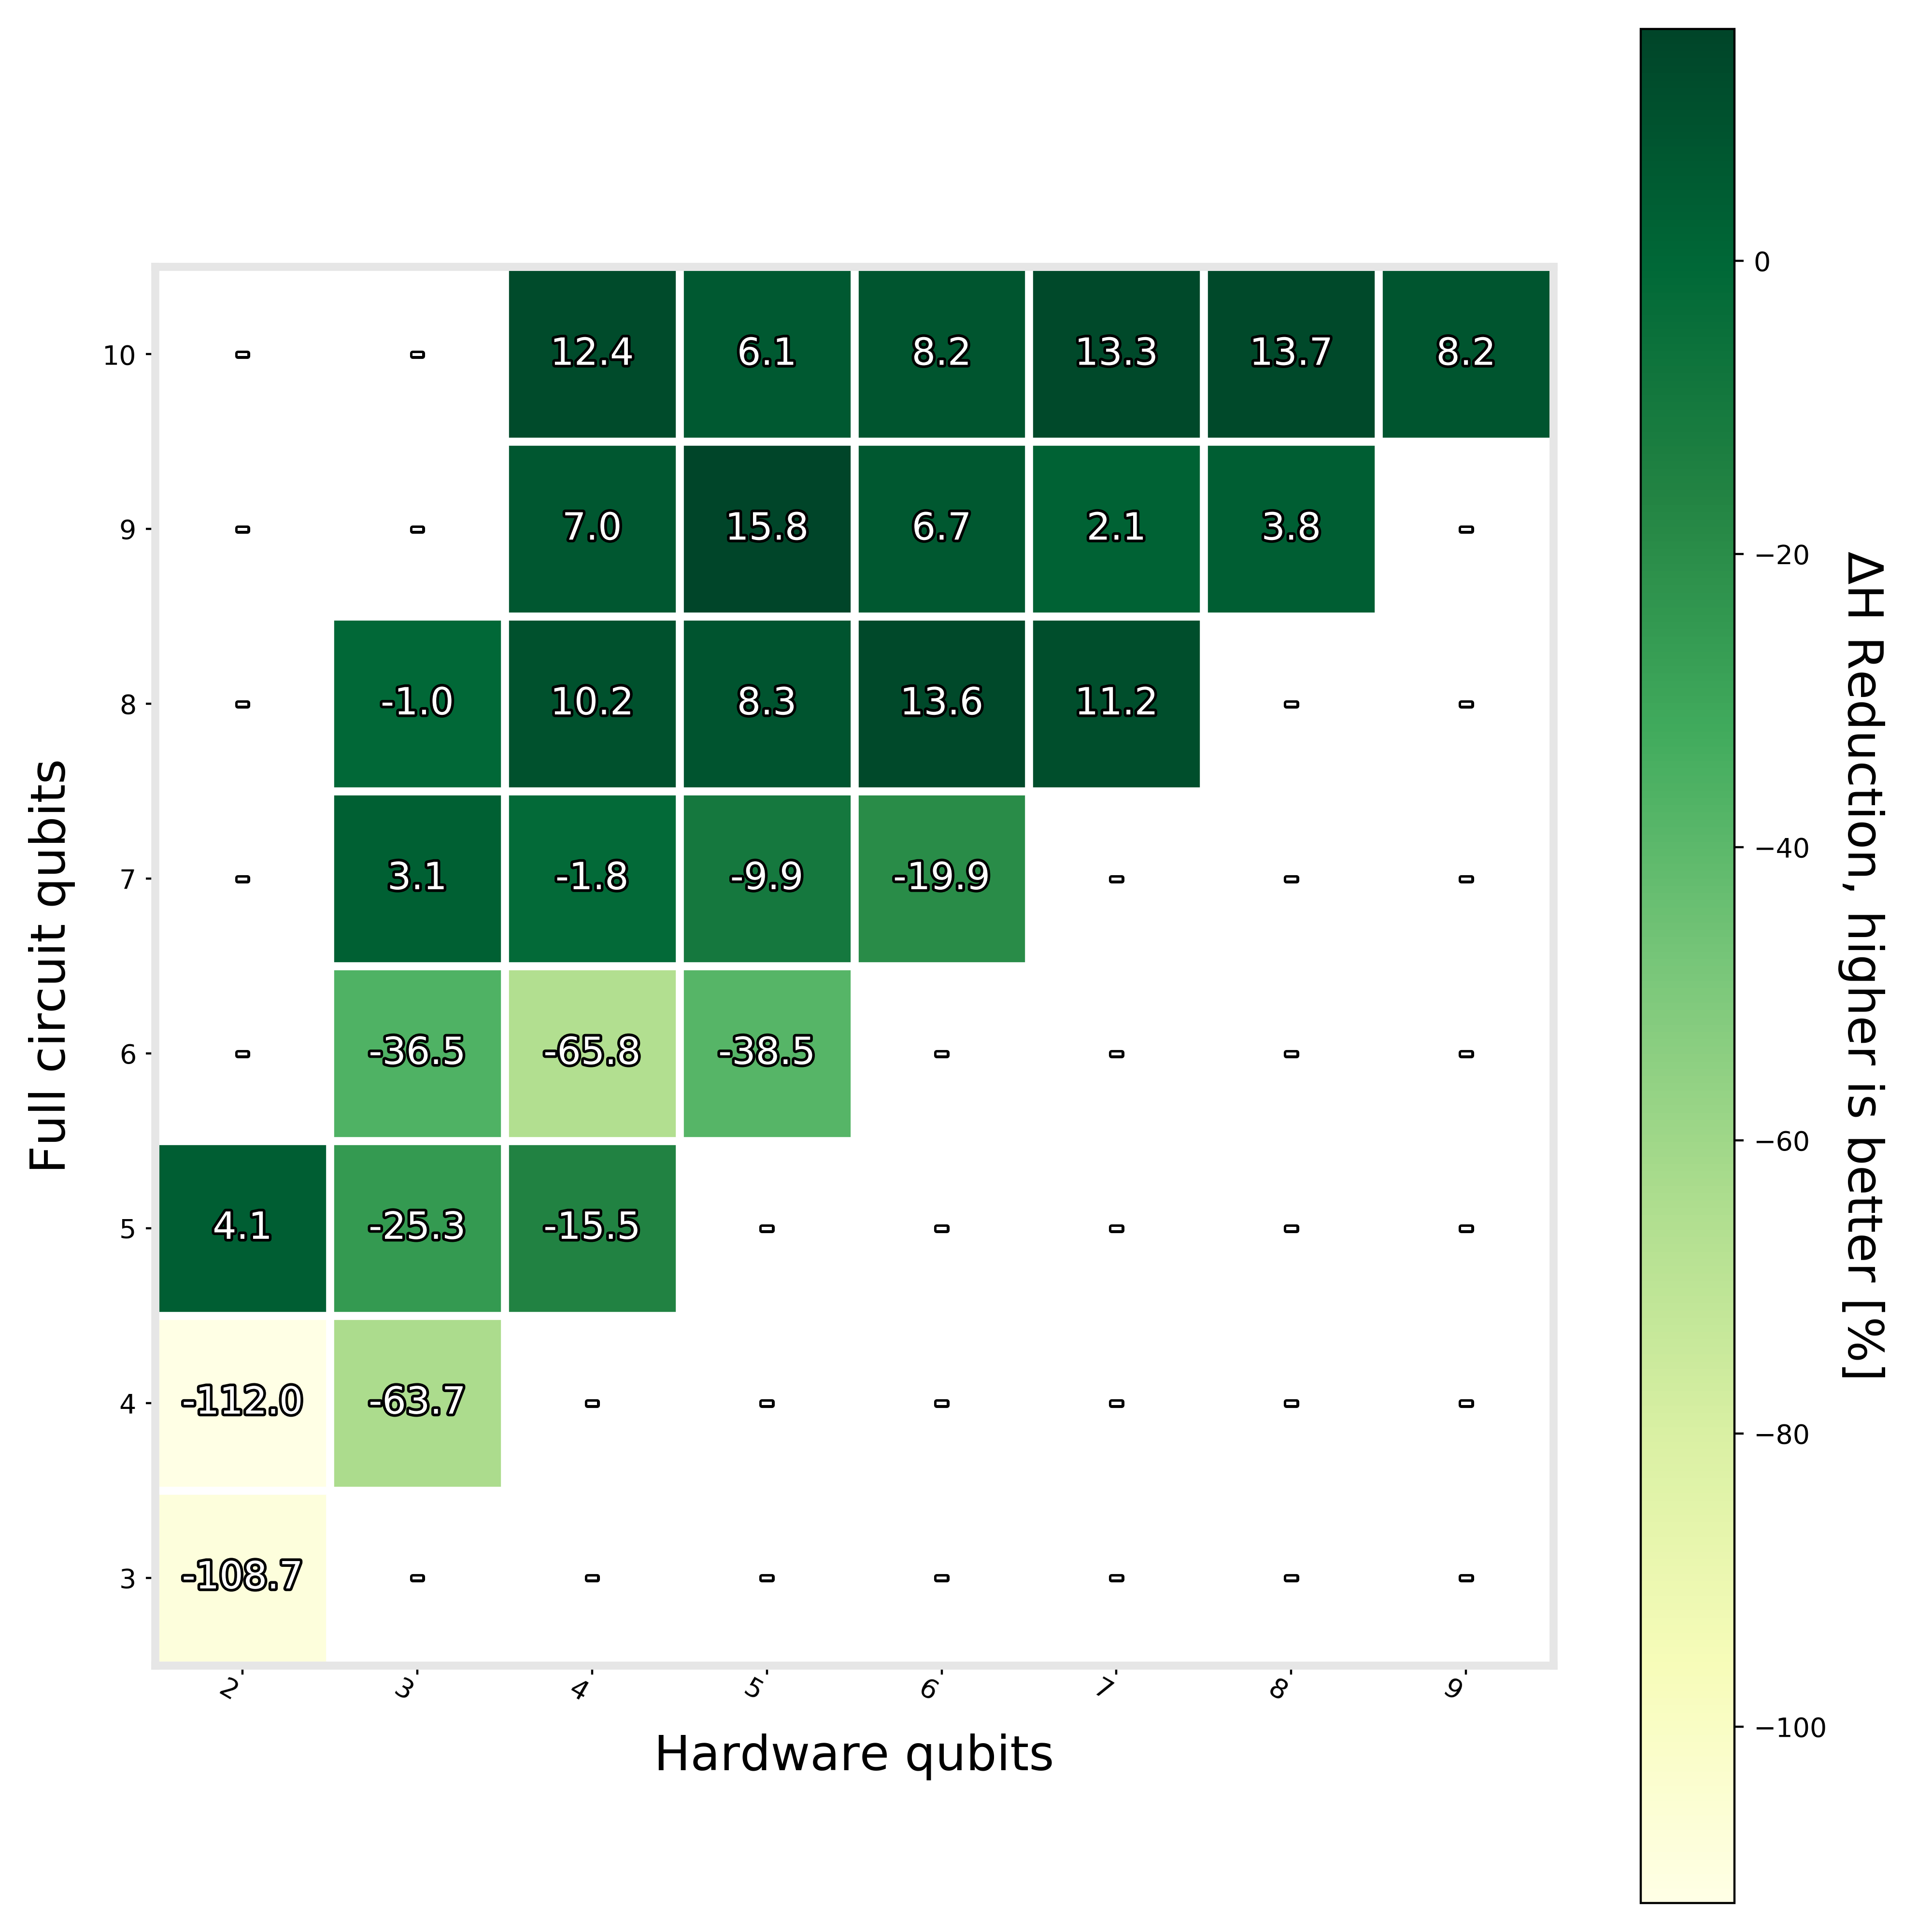 10 - - 12.4 6.1 8.2 13.3 13.7 8.2
9 - - 7.0 15.8 6.7 2.1 3.8 -
8 - -1.0 10.2 8.3 13.6 11.2 - -
7 - 3.1 -1.8 -9.9 -19.9 - - -
6 - -36.5 -65.8 -38.5 - - - -
5 4.1 -25.3 -15.5 - - - - -
4 -112.0 -63.7 - - - - - -
3 -108.7 - - - - - - -
2 3 4 5 6 7 8 9
Hardware qubits
Full circuit qubits
0
−20
−40
−60
−80
−100
ΔH Reduction, higher is better [%]